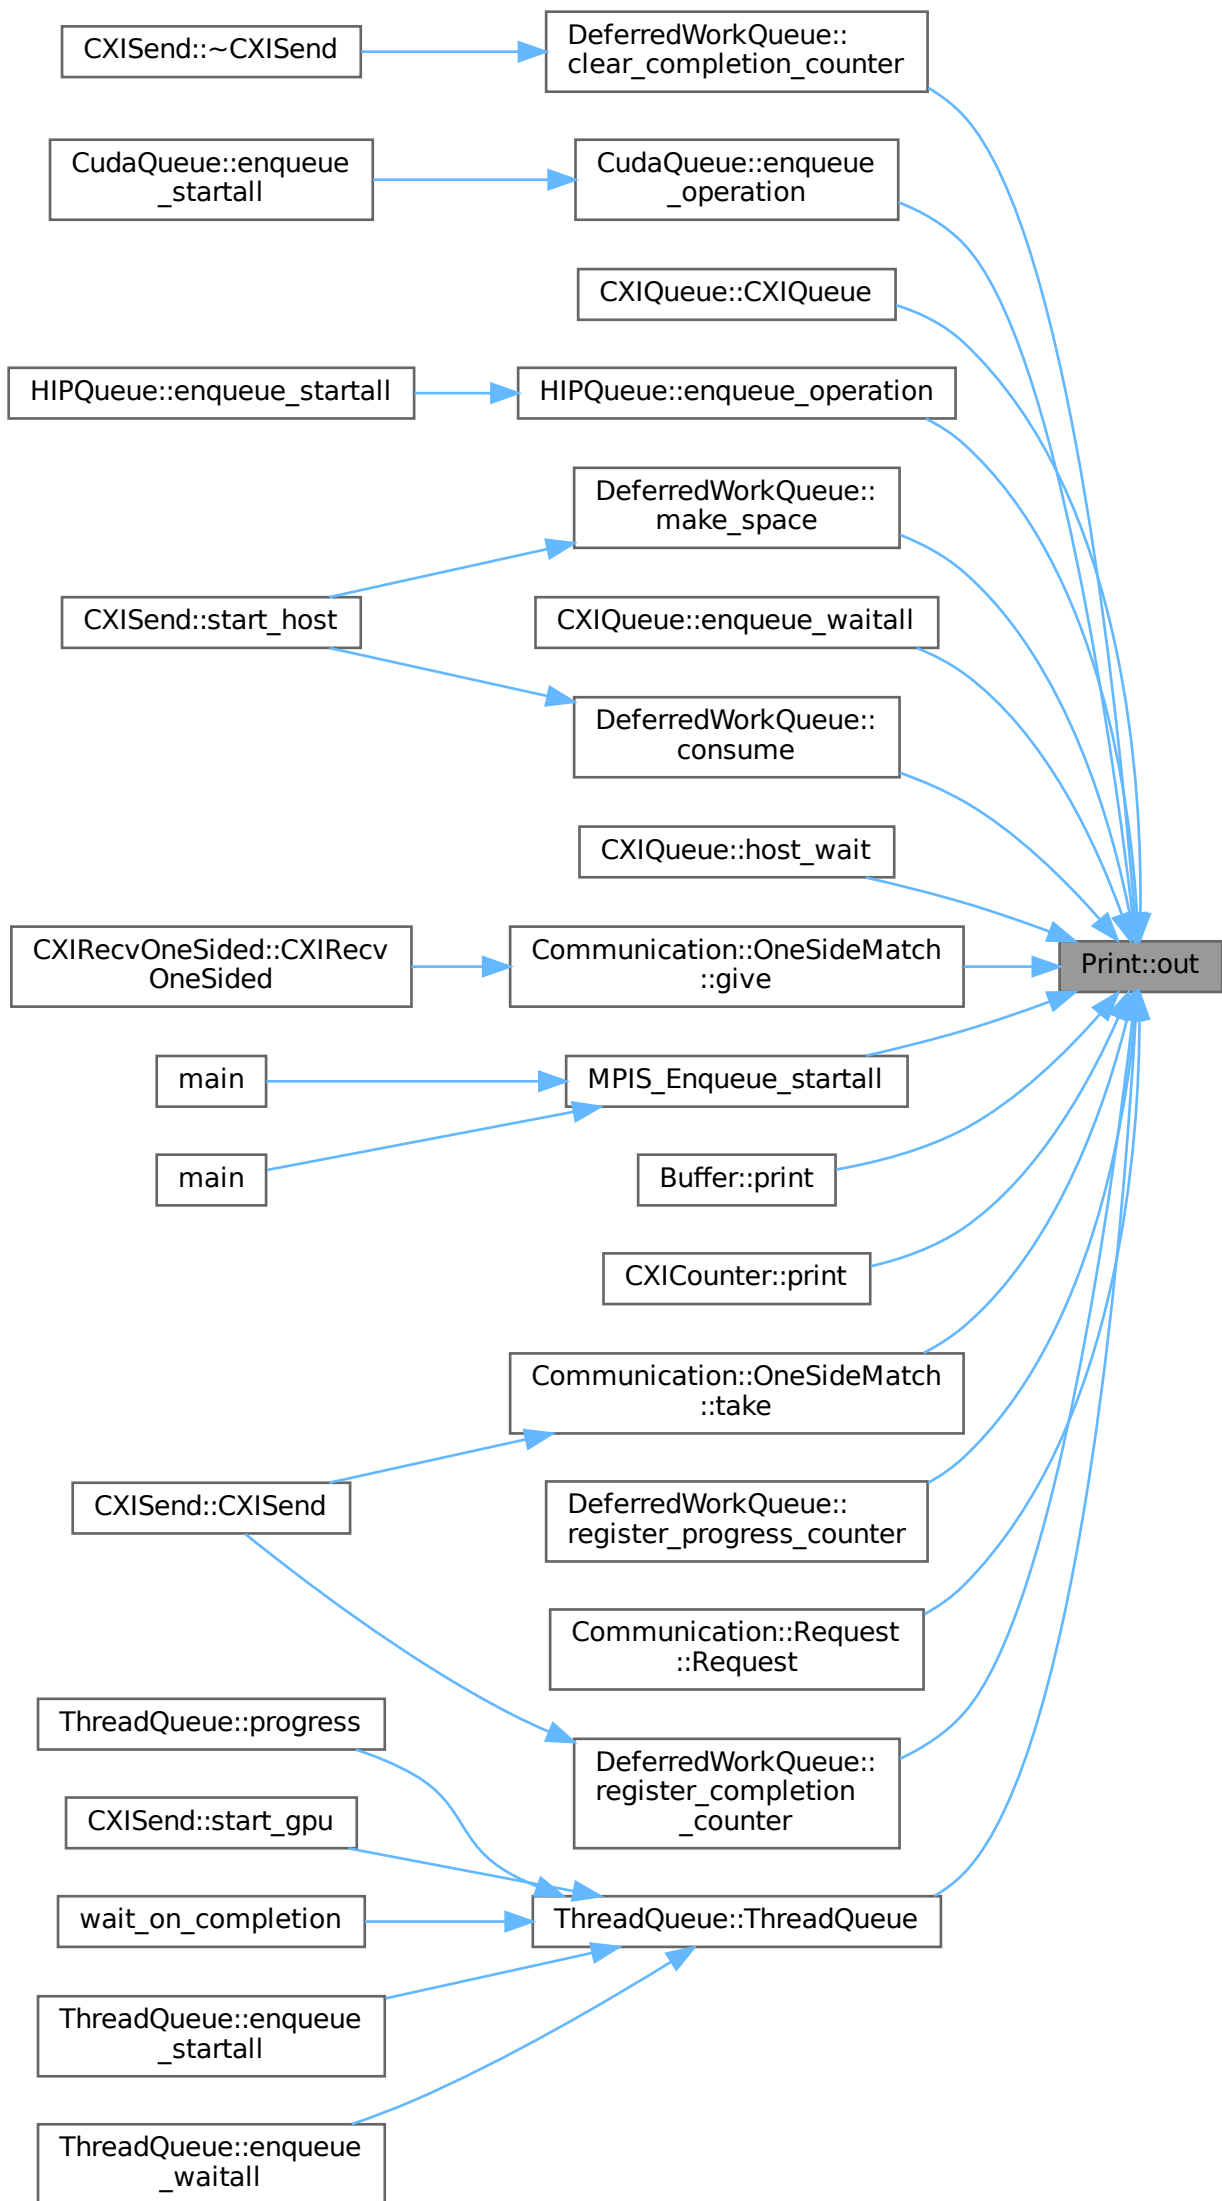 CXISend::~CXISend
DeferredWorkQueue::
clear_completion_counter
CudaQueue::enqueue
_startall
CudaQueue::enqueue
_operation
CXIQueue::CXIQueue
HIPQueue::enqueue_startall
HIPQueue::enqueue_operation
DeferredWorkQueue::
make_space
CXISend::start_host
CXIQueue::enqueue_waitall
DeferredWorkQueue::
consume
CXIQueue::host_wait
CXIRecvOneSided::CXIRecv
OneSided
Communication::OneSideMatch
::give
Print::out
main
MPIS_Enqueue_startall
main
Buffer::print
CXICounter::print
Communication::OneSideMatch
::take
CXISend::CXISend
DeferredWorkQueue::
register_progress_counter
Communication::Request
::Request
ThreadQueue::progress
DeferredWorkQueue::
register_completion
_counter
CXISend::start_gpu
wait_on_completion
ThreadQueue::ThreadQueue
ThreadQueue::enqueue
_startall
ThreadQueue::enqueue
_waitall